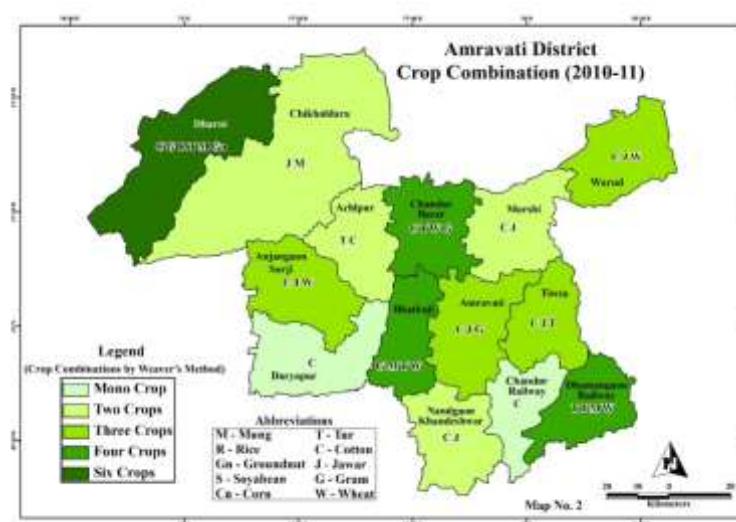 Amravati District
Crop Combination (2010-11)
Dharni
Chikhaldara
J M
C J W
Warud
Achlpur
T C
Chandur
Bazar
Morshi
C J
Anjangaon
Surji
Bhatkuli
Amravati
C J G
Teosa
C J T
C
Daryapur
Chandur
Railway
C
Dhamangaon
Railway
Nandgaon
Khandeshwar
C J
Legend
(Crop Combinations by Weaver's Method)
Mono Crop
Two Crops
Three Crops
Four Crops
Six Crops
Abbreviations
M - Mung T - Tur
R - Rice C - Cotton
Gn - Groundnut J - Jawar
S - Soyabean G - Gram
Cn - Corn W - Wheat
Map No. 2
Kilometers